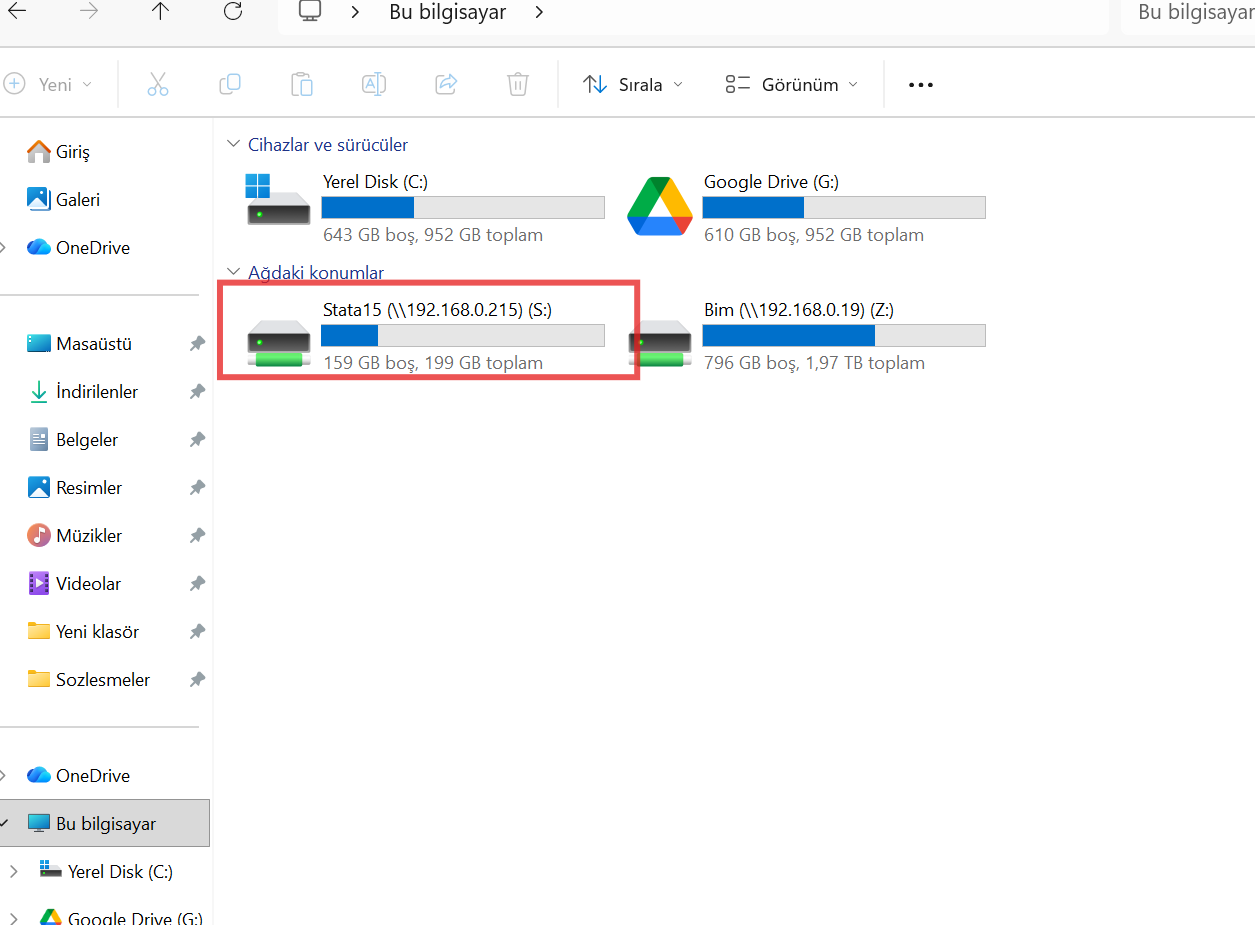 Bu bilgisayar
Bu bilgisayar
Yeni
Sırala
Görünüm
Giriş
Galeri
OneDrive
Masaüstü
İndirilenler
Belgeler
Resimler
Müzikler
Videolar
Yeni klasör
Sozlesmeler
OneDrive
Bu bilgisayar
Yerel Disk (C:)
Google Drive (G:)
Cihazlar ve sürücüler
Yerel Disk (C:)
643 GB boş, 952 GB toplam
Google Drive (G:)
610 GB boş, 952 GB toplam
Ağdaki konumlar
Stata15 (\\192.168.0.215) (S:)
159 GB boş, 199 GB toplam
Bim (\\192.168.0.19) (Z:)
796 GB boş, 1,97 TB toplam